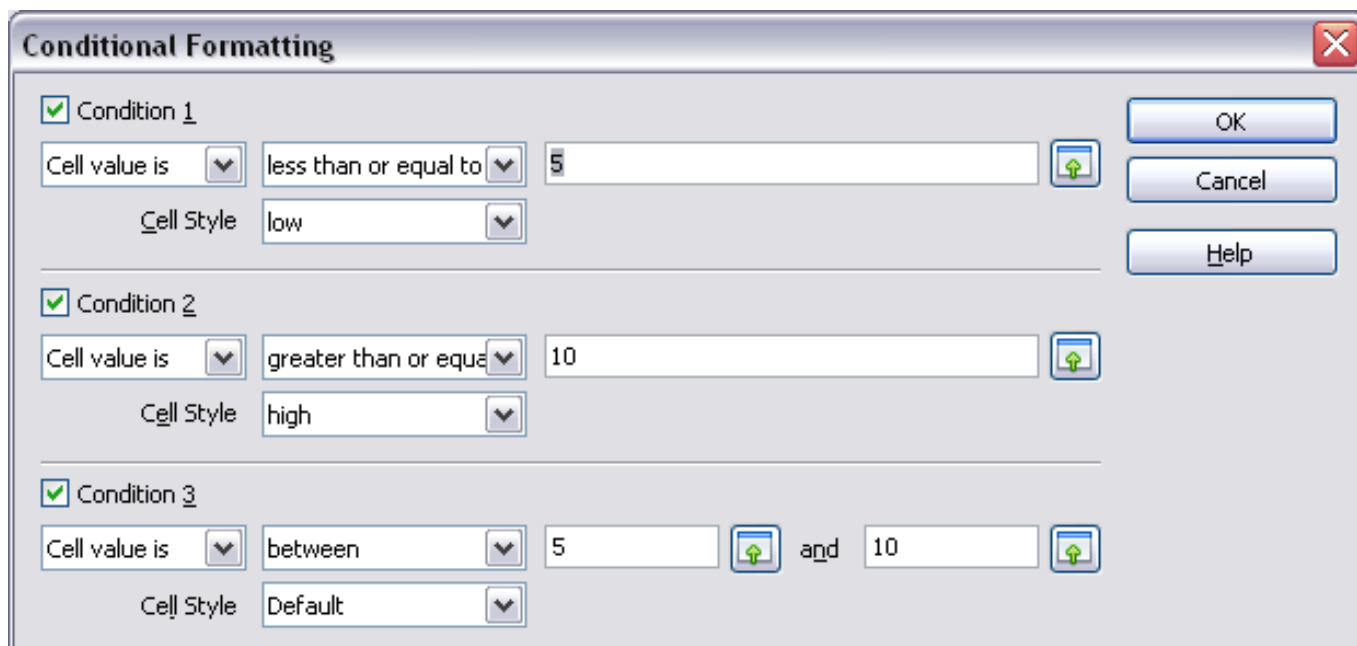 Conditional Formatting
Condition 1
OK
Cell value is less than or equal to 5
Cancel
Cell Style low
Help
Condition 2
Cell value is greater than or equa 10
Cell Style high
Condition 3
Cell value is between 5 and 10
Cell Style Default